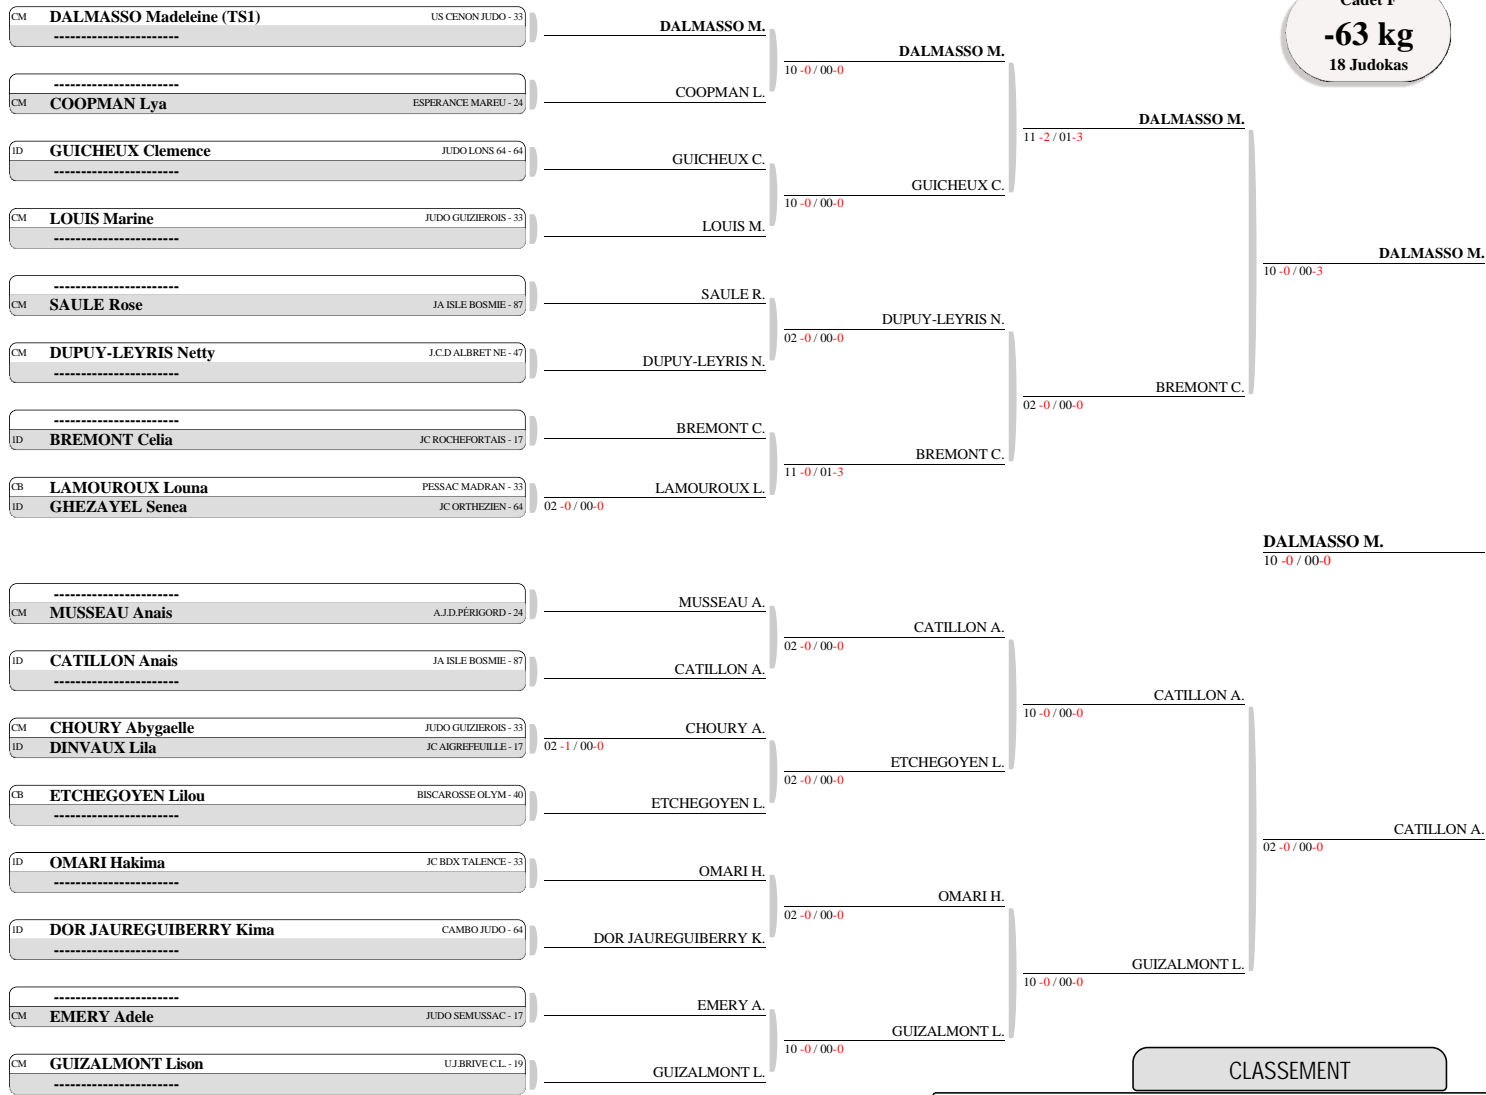 Cadet F
-63 kg
18 Judokas
CM DALMASSO Madeleine (TS1) US CENON JUDO - 33
-----------------------
-----------------------
CM COOPMAN Lya ESPERANCE MAREU - 24
1D GUICHEUX Clemence JUDO LONS 64 - 64
-----------------------
CM LOUIS Marine JUDO GUIZIEROIS - 33
-----------------------
-----------------------
CM SAULE Rose JA ISLE BOSMIE - 87
CM DUPUY-LEYRIS Netty J.C.D ALBRET NE - 47
-----------------------
-----------------------
1D BREMONT Celia JC ROCHEFORTAIS - 17
CB LAMOUROUX Louna PESSAC MADRAN - 33
1D GHEZAYEL Senea JC ORTHEZIEN - 64
-----------------------
CM MUSSEAU Anais A.J.D.PÉRIGORD - 24
1D CATILLON Anais JA ISLE BOSMIE - 87
-----------------------
CM CHOURY Abygaelle JUDO GUIZIEROIS - 33
1D DINVAUX Lila JC AIGREFEUILLE - 17
CB ETCHEGOYEN Lilou BISCAROSSE OLYM - 40
-----------------------
1D OMARI Hakima JC BDX TALENCE - 33
-----------------------
1D DOR JAUREGUIBERRY Kima CAMBO JUDO - 64
-----------------------
-----------------------
CM EMERY Adele JUDO SEMUSSAC - 17
CM GUIZALMONT Lison U.J.BRIVE C.L. - 19
-----------------------
DALMASSO M.
COOPMAN L.
GUICHEUX C.
LOUIS M.
SAULE R.
DUPUY-LEYRIS N.
BREMONT C.
LAMOUROUX L.
02 -0 / 00-0
MUSSEAU A.
CATILLON A.
CHOURY A.
02 -1 / 00-0
ETCHEGOYEN L.
OMARI H.
DOR JAUREGUIBERRY K.
EMERY A.
GUIZALMONT L.
DALMASSO M.
10 -0 / 00-0
GUICHEUX C.
10 -0 / 00-0
DUPUY-LEYRIS N.
02 -0 / 00-0
BREMONT C.
11 -0 / 01-3
CATILLON A.
02 -0 / 00-0
ETCHEGOYEN L.
02 -0 / 00-0
OMARI H.
02 -0 / 00-0
GUIZALMONT L.
10 -0 / 00-0
DALMASSO M.
11 -2 / 01-3
BREMONT C.
02 -0 / 00-0
CATILLON A.
10 -0 / 00-0
GUIZALMONT L.
10 -0 / 00-0
DALMASSO M.
10 -0 / 00-3
DALMASSO M.
10 -0 / 00-0
CATILLON A.
02 -0 / 00-0
CLASSEMENT